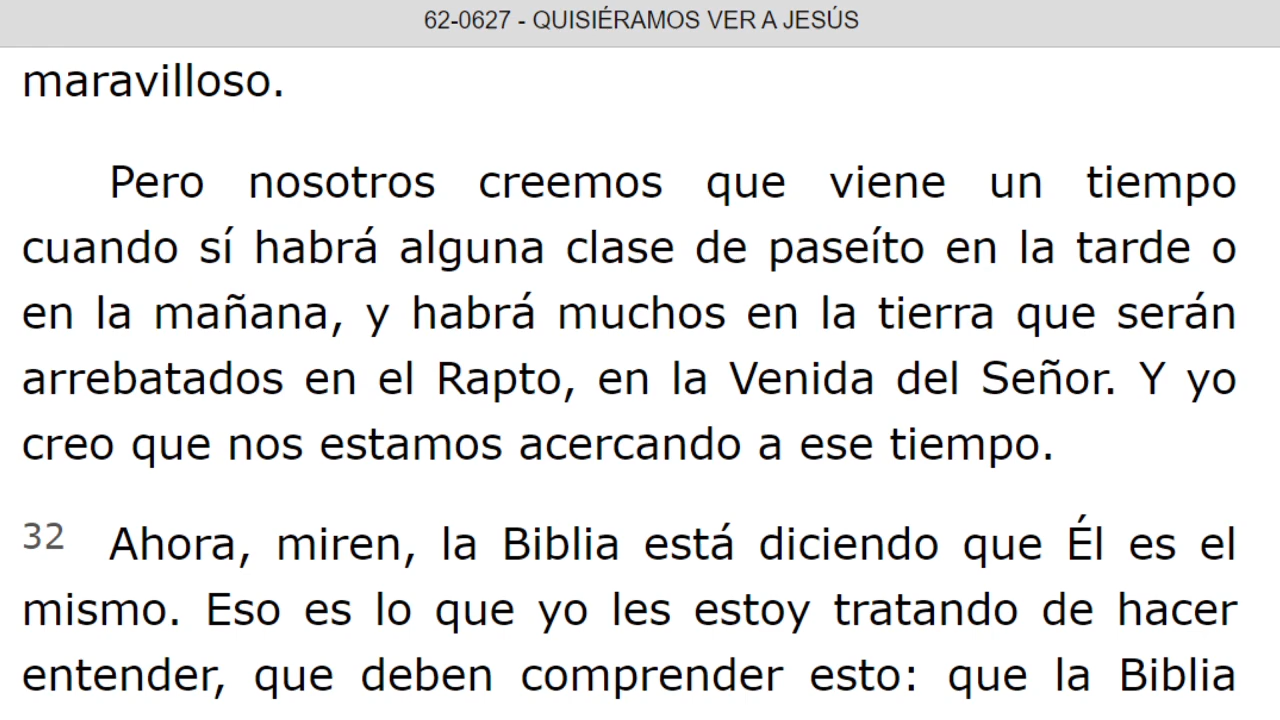 62-0627 - QUISIÉRAMOS VER A JESÚS
maravilloso.
Pero nosotros creemos que viene un tiempo
cuando sí habrá alguna clase de paseíto en la tarde o
en la mañana, y habrá muchos en la tierra que serán
arrebatados en el Rapto, en la Venida del Señor. Y yo
creo que nos estamos acercando a ese tiempo.
32 Ahora, miren, la Biblia está diciendo que Él es el
mismo. Eso es lo que yo les estoy tratando de hacer
entender, que deben comprender esto: que la Biblia